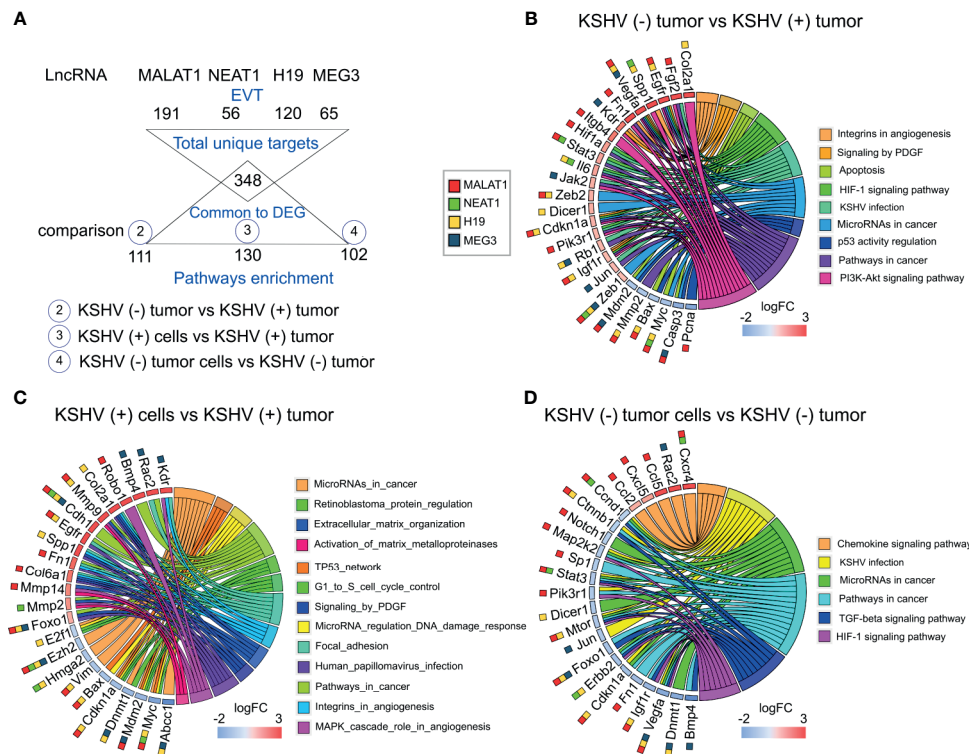 A
LncRNA
MALAT1 NEAT1 H19 MEG3
EVT
191 56 120 65
Total unique targets
348
Common to DEG
comparison
2 3 4
111 130 102
Pathways enrichment
2 KSHV (-) tumor vs KSHV (+) tumor
3 KSHV (+) cells vs KSHV (+) tumor
4 KSHV (-) tumor cells vs KSHV (-) tumor
MALAT1
NEAT1
H19
MEG3
B
KSHV (-) tumor vs KSHV (+) tumor
Col2a1
Fgf2
Egfr
Spp1
Vegfa
Fn1
Kdr
Itgb4
Hif1a
Stat3
Il6
Jak2
Zeb2
Dicer1
Cdkn1a
Pik3r1
Rb1
Igf1r
Jun
Zeb1
Mdm2
Mmp2
Bax
Myc
Casp3
Pcna
Integrins in angiogenesis
Signaling by PDGF
Apoptosis
HIF-1 signaling pathway
KSHV infection
MicroRNAs in cancer
p53 activity regulation
Pathways in cancer
PI3K-Akt signaling pathway
logFC
-2 3
C
KSHV (+) cells vs KSHV (+) tumor
Kdr
Rac2
Bmp4
Robo1
Col2a1
Mmp9
Cdh1
Egfr
Spp1
Fn1
Col6a1
Mmp14
Mmp2
Foxo1
E2f1
Ezh2
Hmga2
Vim
Bax
Cdkn1a
Dnmt1
Mdm2
Myc
Abcc1
MicroRNAs_in_cancer
Retinoblastoma_protein_regulation
Extracellular_matrix_organization
Activation_of_matrix_metalloproteinases
TP53_network
G1_to_S_cell_cycle_control
Signaling_by_PDGF
MicroRNA_regulation_DNA_damage_response
Focal_adhesion
Human_papillomavirus_infection
Pathways_in_cancer
Integrins_in_angiogenesis
MAPK_cascade_role_in_angiogenesis
logFC
-2 3
D
KSHV (-) tumor cells vs KSHV (-) tumor
Cxcr4
Rac2
Ccl5
Cxcl5
Ccl2
Ccnd1
Ctnnb1
Notch1
Map2k2
Sp1
Stat3
Pik3r1
Dicer1
Mtor
Jun
Foxo1
Erbb2
Cdkn1a
Fn1
Igf1r
Vegfa
Dnmt1
Bmp4
Chemokine signaling pathway
KSHV infection
MicroRNAs in cancer
Pathways in cancer
TGF-beta signaling pathway
HIF-1 signaling pathway
logFC
-2 3